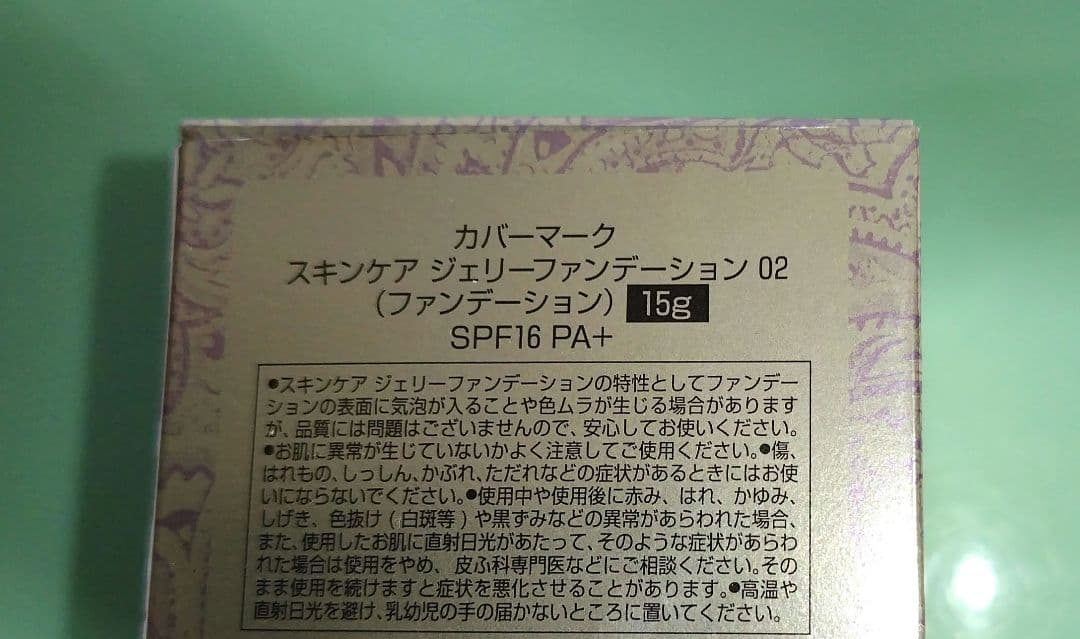 カバーマーク
スキンケア ジェリーファンデーション 02
（ファンデーション） 15g
SPF16 PA＋
●スキンケア ジェリーファンデーションの特性としてファンデー
ションの表面に気泡が入ることや色ムラが生じる場合があります
が、品質には問題はございませんので、安心してお使いください。
●お肌に異常が生じていないかよく注意してご使用ください。●傷、
はれもの、しっしん、かぶれ、ただれなどの症状があるときにはお使
いにならないでください。●使用中や使用後に赤み、はれ、かゆみ、
しげき、色抜け（白斑等）や黒ずみなどの異常があらわれた場合、
また、使用したお肌に直射日光があたって、そのような症状があらわ
れた場合は使用をやめ、皮ふ科専門医などにご相談ください。その
まま使用を続けますと症状を悪化させることがあります。●高温や
直射日光を避け、乳幼児の手の届かないところに置いてください。